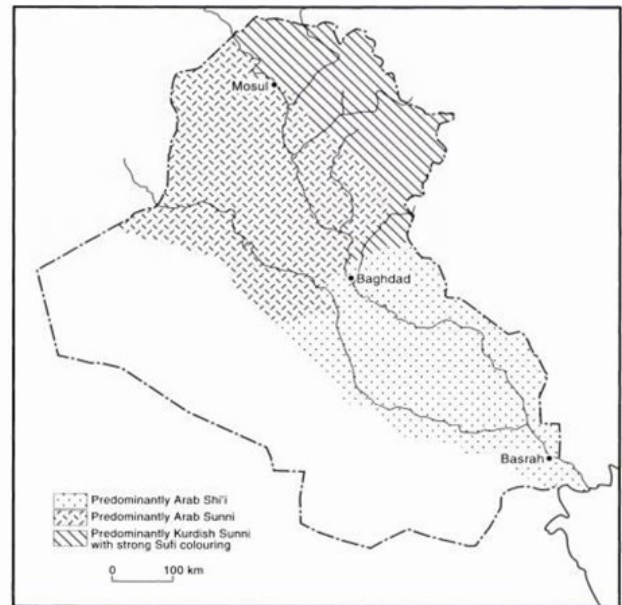 Mosul
Baghdad
Basrah
Predominantly Arab Shi'i
Predominantly Arab Sunni
Predominantly Kurdish Sunni
with strong Sufi colouring
0 100 km